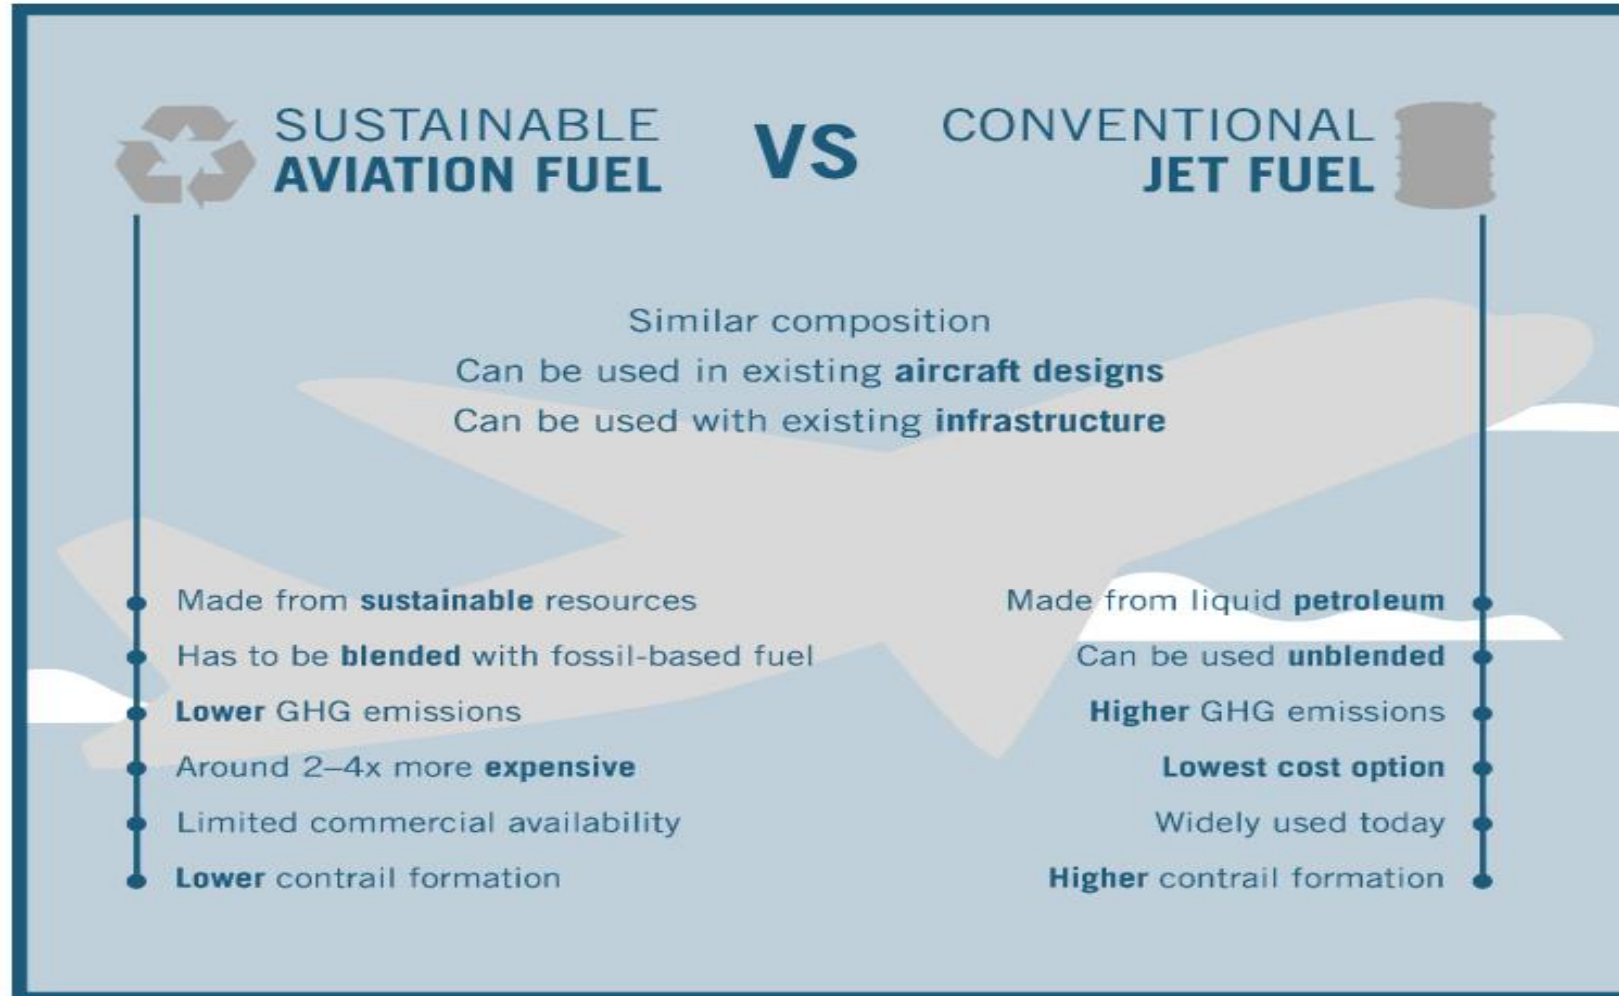 SUSTAINABLE
AVIATION FUEL
VS
CONVENTIONAL
JET FUEL
Similar composition
Can be used in existing aircraft designs
Can be used with existing infrastructure
Made from sustainable resources
Has to be blended with fossil-based fuel
Lower GHG emissions
Around 2–4x more expensive
Limited commercial availability
Lower contrail formation
Made from liquid petroleum
Can be used unblended
Higher GHG emissions
Lowest cost option
Widely used today
Higher contrail formation